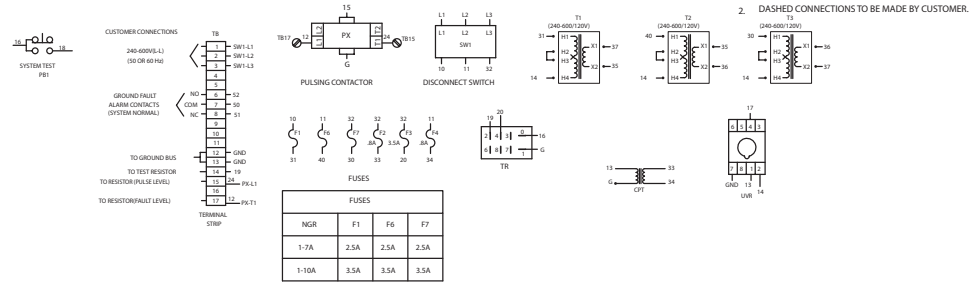 2. DASHED CONNECTIONS TO BE MADE BY CUSTOMER.
16
18
SYSTEM TEST
PB1
CUSTOMER CONNECTIONS
TB
240-600V(L-L)
(50 OR 60 Hz)
1 SW1-L1
2 SW1-L2
3 SW1-L3
4
5
GROUND FAULT
ALARM CONTACTS
(SYSTEM NORMAL)
NO 6 52
COM 7 50
NC 8 51
9
10
11
TO GROUND BUS
12 GND
13 GND
TO TEST RESISTOR 14 19
TO RESISTOR (PULSE LEVEL) 15 24 PX-L1
16
TO RESISTOR(FAULT LEVEL) 17 12 PX-T1
TERMINAL
STRIP
15
TB17 12 L1 L2 PX T1 T2 24 TB15
G
PULSING CONTACTOR
L1 L2 L3
L1 L2 L3
SW1
10 11 32
DISCONNECT SWITCH
T1
(240-600/120V)
31 H1
H2
H3
14 H4
X1 37
X2 35
T2
(240-600/120V)
40 H1
H2
H3
14 H4
X1 35
X2 36
T3
(240-600/120V)
30 H1
H2
H3
14 H4
X1 36
X2 37
10 11 32 32 32 11
F1 F6 F7 F2 F3 F4
.8A 3.5A .8A
31 40 30 33 20 34
FUSES
FUSES
NGR F1 F6 F7
1-7A 2.5A 2.5A 2.5A
1-10A 3.5A 3.5A 3.5A
20
19
2 4 3 0 16
6 8 7 1 G
TR
13 33
G 34
CPT
17
6 5 4 3
7 8 1 2
GND 13 14
UVR